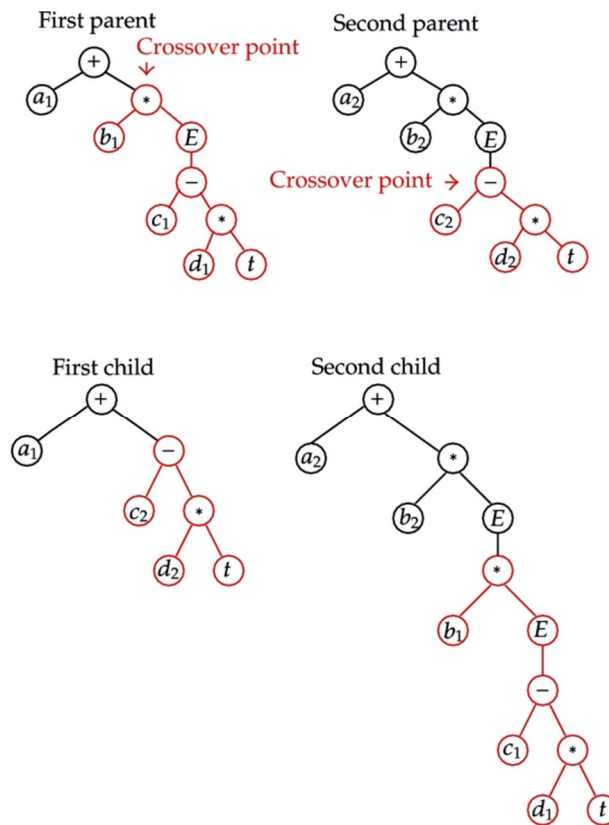 First parent
Second parent
Crossover point
+
+
a₁
*
a₂
*
b₁
E
b₂
E
−
Crossover point
−
c₁
*
c₂
*
d₁
t
d₂
t
First child
Second child
+
+
a₁
−
a₂
*
c₂
*
b₂
E
d₂
t
*
b₁
E
−
c₁
*
d₁
t